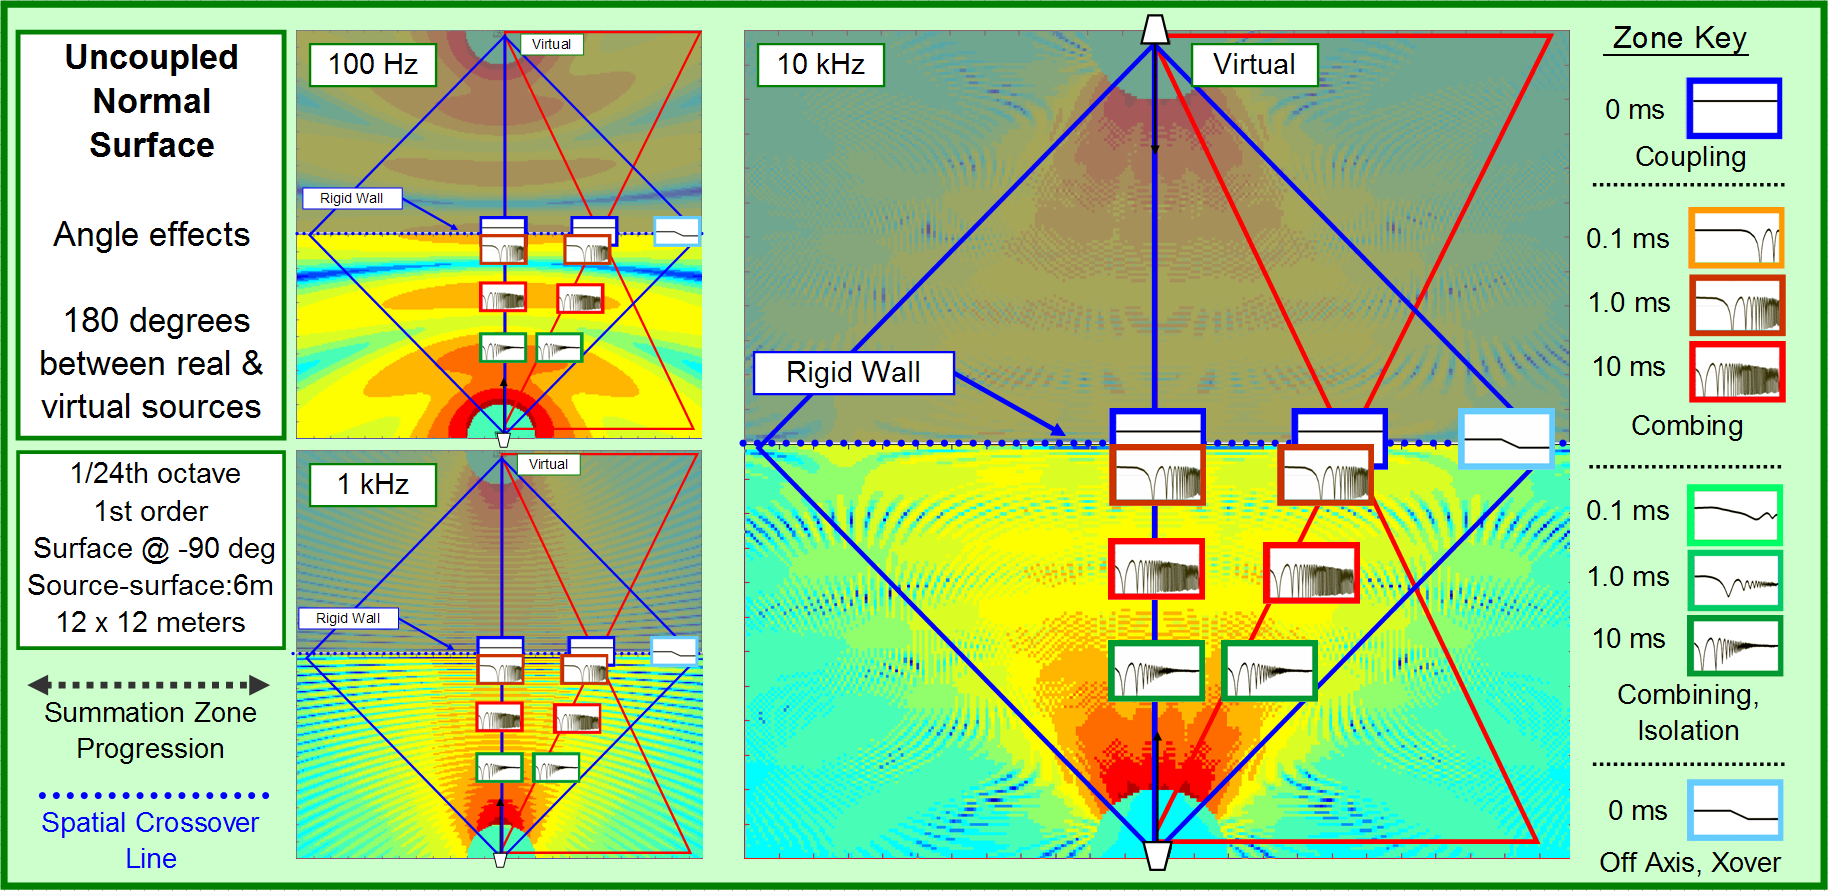 Uncoupled
Normal
Surface
Angle effects
180 degrees
between real &
virtual sources
1/24th octave
1st order
Surface @ -90 deg
Source-surface:6m
12 x 12 meters
Summation Zone
Progression
Spatial Crossover
Line
100 Hz
Virtual
Rigid Wall
1 kHz
Virtual
Rigid Wall
10 kHz
Virtual
Rigid Wall
Zone Key
0 ms
Coupling
0.1 ms
1.0 ms
10 ms
Combing
0.1 ms
1.0 ms
10 ms
Combining,
Isolation
0 ms
Off Axis, Xover